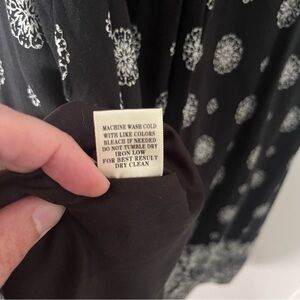 MACHINE WASH COLD
WITH LIKE COLORS
BLEACH IF NEEDED
DO NOT TUMBLE DRY
IRON LOW
FOR BEST RESULT
DRY CLEAN